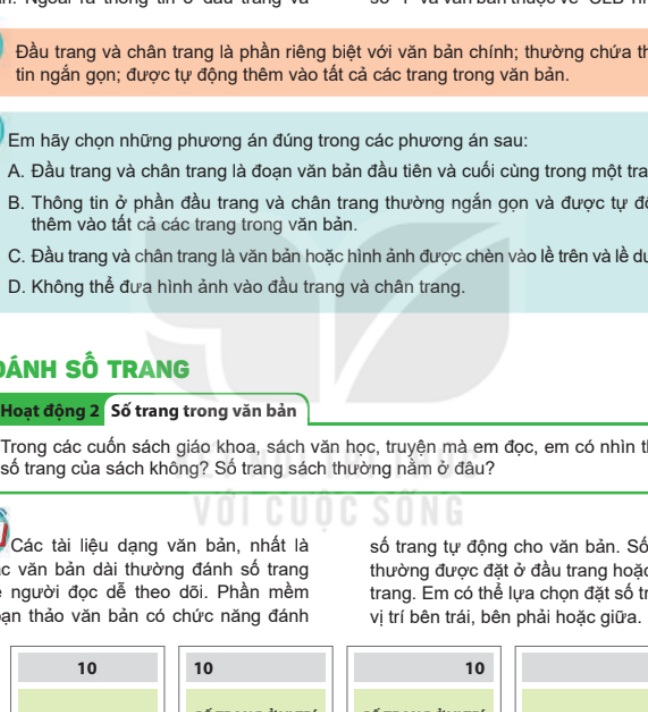 Đầu trang và chân trang là phần riêng biệt với văn bản chính; thường chứa
tin ngắn gọn; được tự động thêm vào tất cả các trang trong văn bản.
Em hãy chọn những phương án đúng trong các phương án sau:
A. Đầu trang và chân trang là đoạn văn bản đầu tiên và cuối cùng trong một
B. Thông tin ở phần đầu trang và chân trang thường ngắn gọn và được tự
thêm vào tất cả các trang trong văn bản.
C. Đầu trang và chân trang là văn bản hoặc hình ảnh được chèn vào lề trên và lề
D. Không thể đưa hình ảnh vào đầu trang và chân trang.
ĐÁNH SỐ TRANG
Hoạt động 2 Số trang trong văn bản
Trong các cuốn sách giáo khoa, sách văn học, truyện mà em đọc, em có nhìn
số trang của sách không? Số trang sách thường nằm ở đâu?
KẾT NỐI TRI THỨC
VỚI CUỘC SỐNG
Các tài liệu dạng văn bản, nhất là
văn bản dài thường đánh số trang
người đọc dễ theo dõi. Phần mềm
thảo văn bản có chức năng đánh
số trang tự động cho văn bản. Số
thường được đặt ở đầu trang hoặc
trang. Em có thể lựa chọn đặt số
vị trí bên trái, bên phải hoặc giữa.
10 10 10